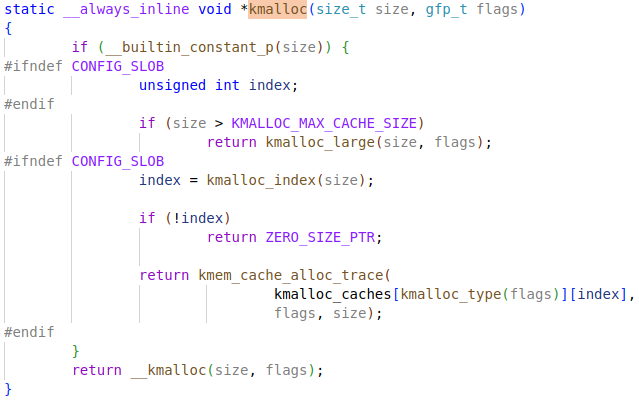 static __always_inline void *kmalloc(size_t size, gfp_t flags)
{
        if (__builtin_constant_p(size)) {
#ifndef CONFIG_SLOB
                unsigned int index;
#endif
                if (size > KMALLOC_MAX_CACHE_SIZE)
                        return kmalloc_large(size, flags);
#ifndef CONFIG_SLOB
                index = kmalloc_index(size);

                if (!index)
                        return ZERO_SIZE_PTR;

                return kmem_cache_alloc_trace(
                                kmalloc_caches[kmalloc_type(flags)][index],
                                flags, size);
#endif
        }
        return __kmalloc(size, flags);
}